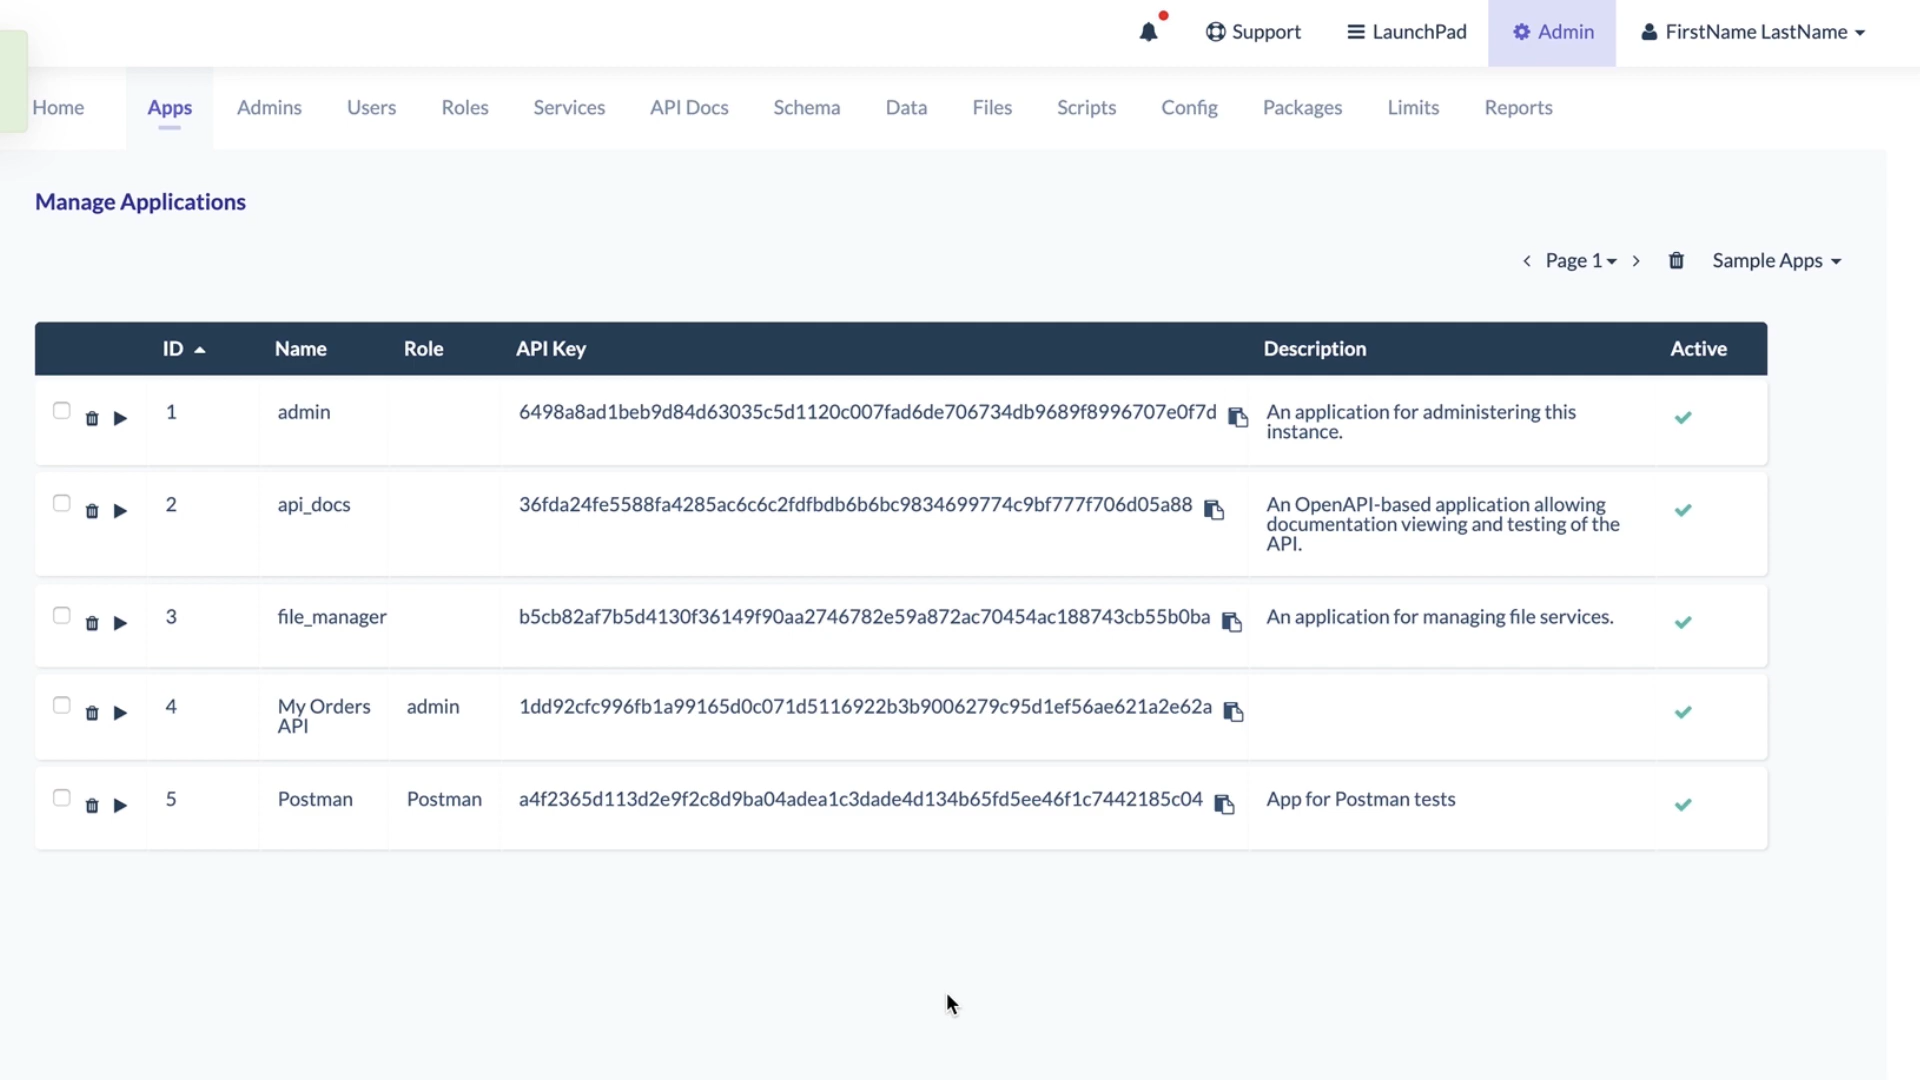 Support LaunchPad Admin FirstName LastName
Home Apps Admins Users Roles Services API Docs Schema Data Files Scripts Config Packages Limits Reports
Manage Applications
Page 1 Sample Apps
ID Name Role API Key Description Active
1 admin 6498a8ad1beb9d84d63035c5d1120c007fad6de706734db9689f8996707e0f7d An application for administering this
instance.
2 api_docs 36fda24fe5588fa4285ac6c6c2fdfbdb6b6bc9834699774c9bf777f706d05a88 An OpenAPI-based application allowing
documentation viewing and testing of the
API.
3 file_manager b5cb82af7b5d4130f36149f90aa2746782e59a872ac70454ac188743cb55b0ba An application for managing file services.
4 My Orders admin 1dd92cfc996fb1a99165d0c071d5116922b3b9006279c95d1ef56ae621a2e62a
API
5 Postman Postman a4f2365d113d2e9f2c8d9ba04adea1c3dade4d134b65fd5ee46f1c7442185c04 App for Postman tests